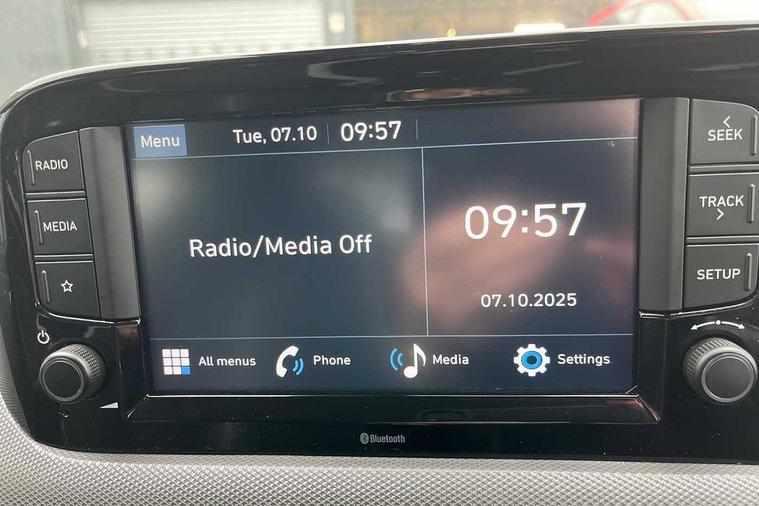 Menu Tue, 07.10 09:57
RADIO
MEDIA
Radio/Media Off
09:57
07.10.2025
All menus Phone Media Settings
SEEK
TRACK
SETUP
Bluetooth